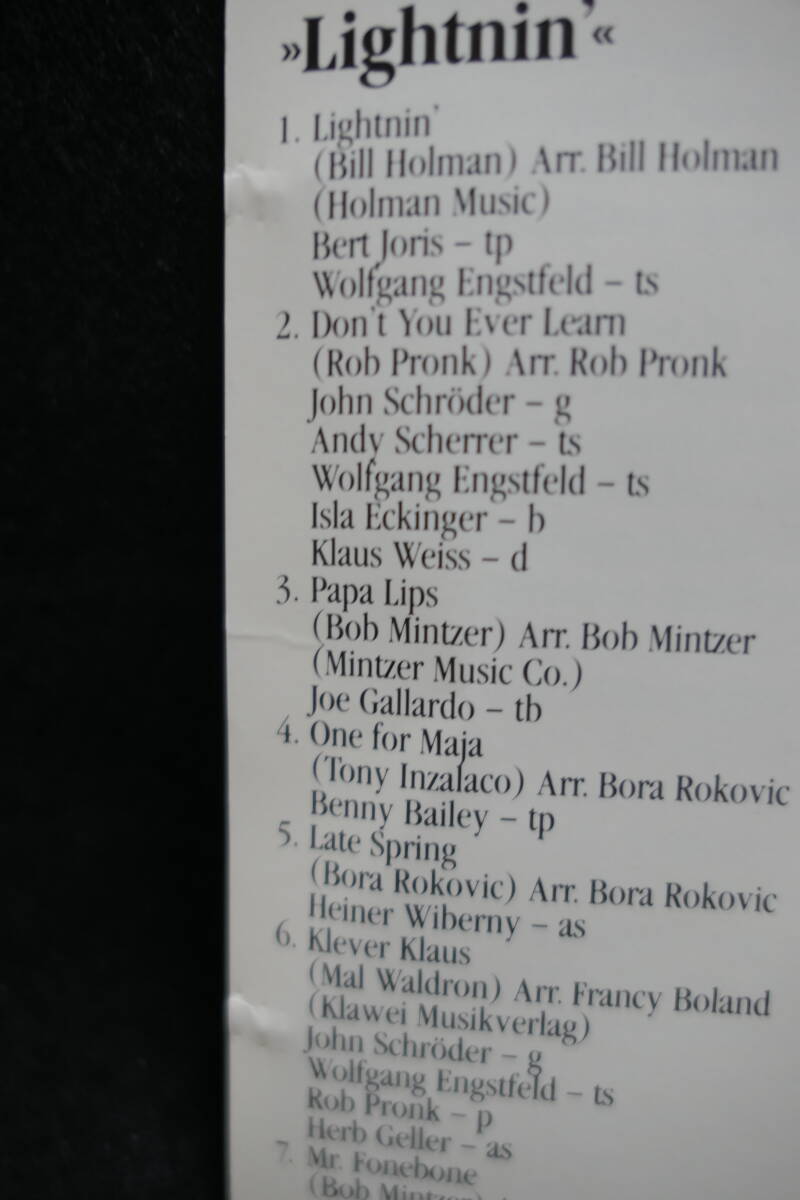 »Lightnin'«
1. Lightnin'
(Bill Holman) Arr. Bill Holman
(Holman Music)
Bert Joris – tp
Wolfgang Engstfeld – ts
2. Don't You Ever Learn
(Rob Pronk) Arr. Rob Pronk
John Schröder – g
Andy Scherrer – ts
Wolfgang Engstfeld – ts
Isla Eckinger – b
Klaus Weiss – d
3. Papa Lips
(Bob Mintzer) Arr. Bob Mintzer
(Mintzer Music Co.)
Joe Gallardo – tb
4. One for Maja
(Tony Inzalaco) Arr. Bora Rokovic
Benny Bailey – tp
5. Late Spring
(Bora Rokovic) Arr. Bora Rokovic
Heiner Wiberny – as
6. Klever Klaus
(Mal Waldron) Arr. Francy Boland
(Klawei Musikverlag)
John Schröder – g
Wolfgang Engstfeld – ts
Rob Pronk – p
Herb Geller – as
7. Mr. Fonebone
(Bob Mintzer)